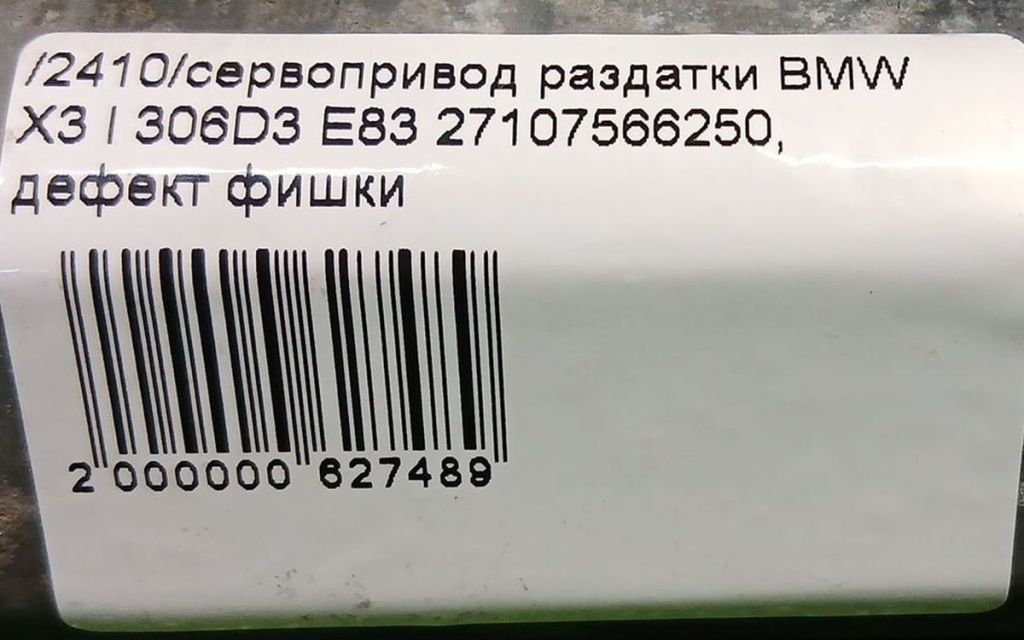 /2410/сервопривод раздатки BMW
X3 I 306D3 E83 27107566250,
дефект фишки
2 000000 627489